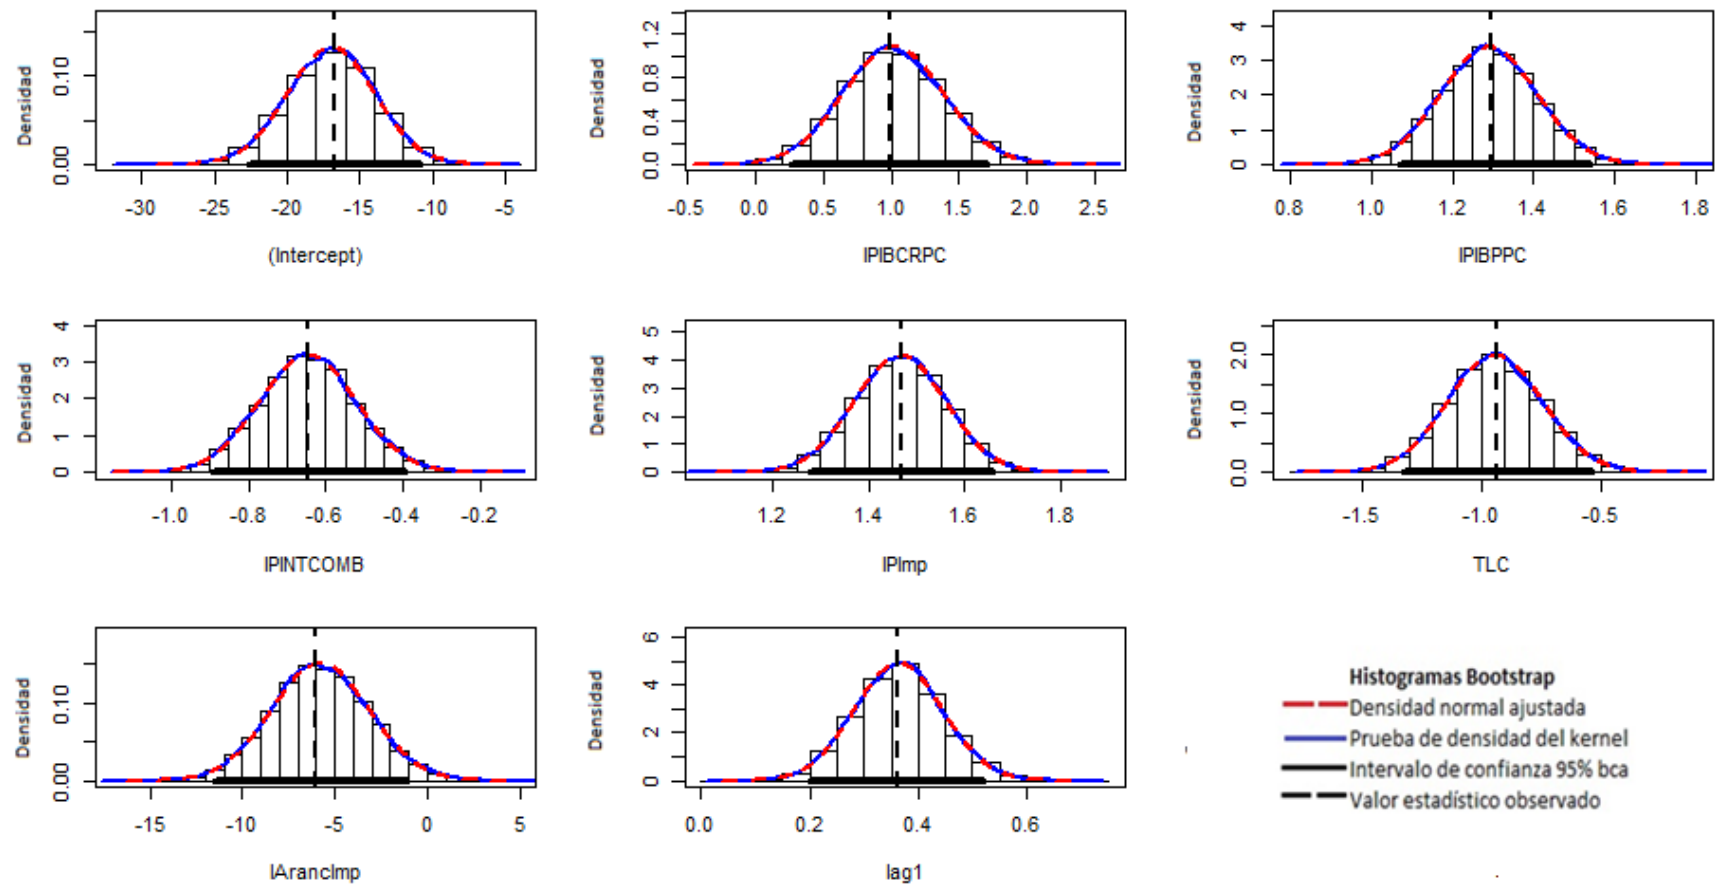 Densidad
0.00 0.10
-30 -25 -20 -15 -10 -5
(Intercept)
Densidad
0.0 0.4 0.8 1.2
-0.5 0.0 0.5 1.0 1.5 2.0 2.5
lPIBCRPC
Densidad
0 1 2 3 4
0.8 1.0 1.2 1.4 1.6 1.8
lPIBPPC
Densidad
0 1 2 3 4
-1.0 -0.8 -0.6 -0.4 -0.2
lPINTCOMB
Densidad
0 1 2 3 4 5
1.2 1.4 1.6 1.8
lPImp
Densidad
0.0 1.0 2.0
-1.5 -1.0 -0.5
TLC
Densidad
0.00 0.10
-15 -10 -5 0 5
lArancImp
Densidad
0 2 4 6
0.0 0.2 0.4 0.6
lag1
Histogramas Bootstrap
Densidad normal ajustada
Prueba de densidad del kernel
Intervalo de confianza 95% bca
Valor estadístico observado